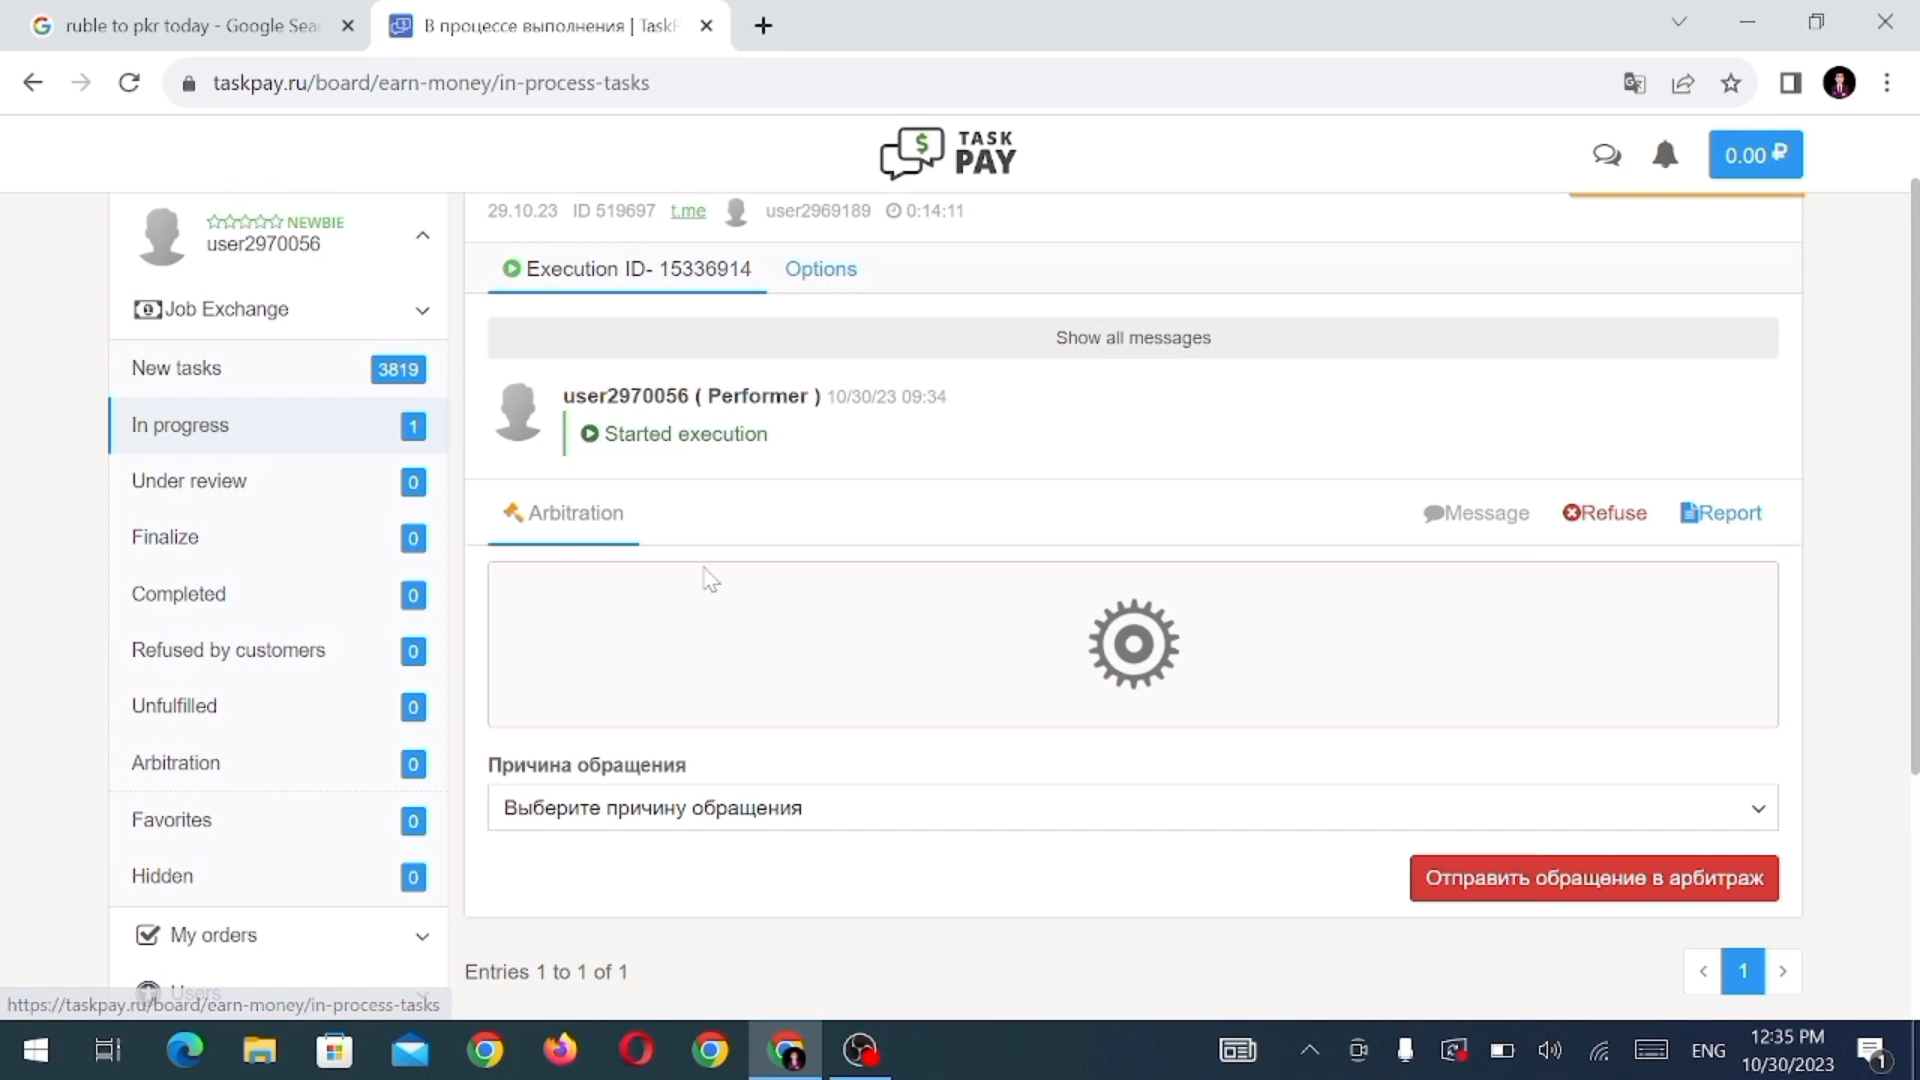 ruble to pkr today - Google Sear
В процессе выполнения | TaskP
taskpay.ru/board/earn-money/in-process-tasks
$ TASK PAY
0.00 ₽
NEWBIE
user2970056
Job Exchange
New tasks 3819
In progress 1
Under review 0
Finalize 0
Completed 0
Refused by customers 0
Unfulfilled 0
Arbitration 0
Favorites 0
Hidden 0
My orders
Users
https://taskpay.ru/board/earn-money/in-process-tasks
29.10.23 ID 519697 t.me user2969189 0:14:11
Execution ID- 15336914 Options
Show all messages
user2970056 ( Performer ) 10/30/23 09:34
Started execution
Arbitration Message Refuse Report
Причина обращения
Выберите причину обращения
Отправить обращение в арбитраж
Entries 1 to 1 of 1
< 1 >
ENG
12:35 PM
10/30/2023
1